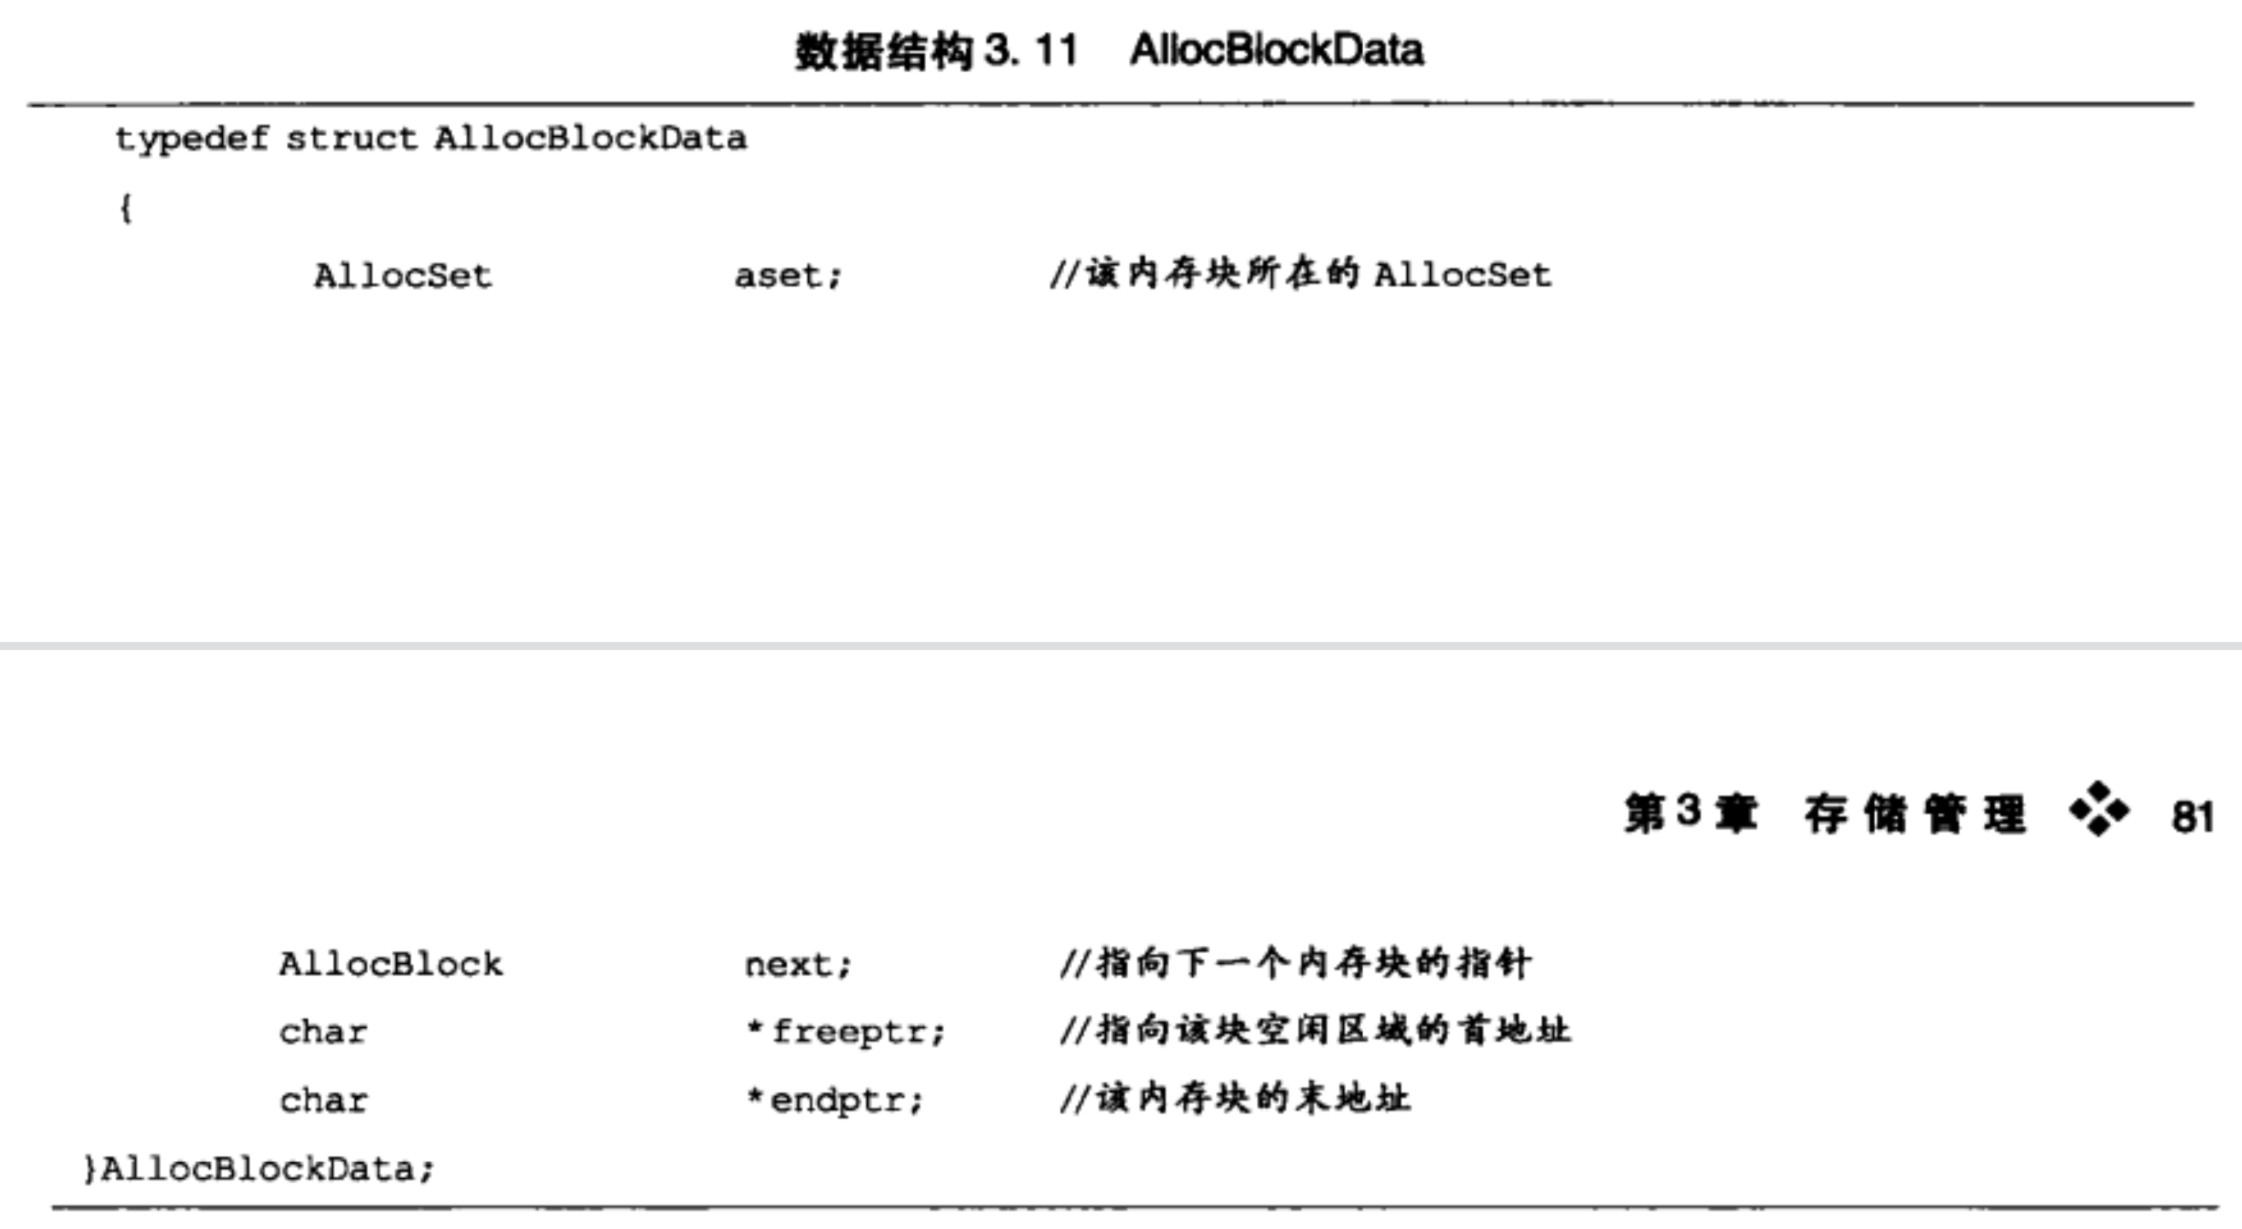 数据结构3.11 AllocBlockData
typedef struct AllocBlockData
{
AllocSet aset; //该内存块所在的 AllocSet
第3章 存储管理 ❖ 81
AllocBlock next; //指向下一个内存块的指针
char *freeptr; //指向该块空闲区域的首地址
char *endptr; //该内存块的末地址
}AllocBlockData;